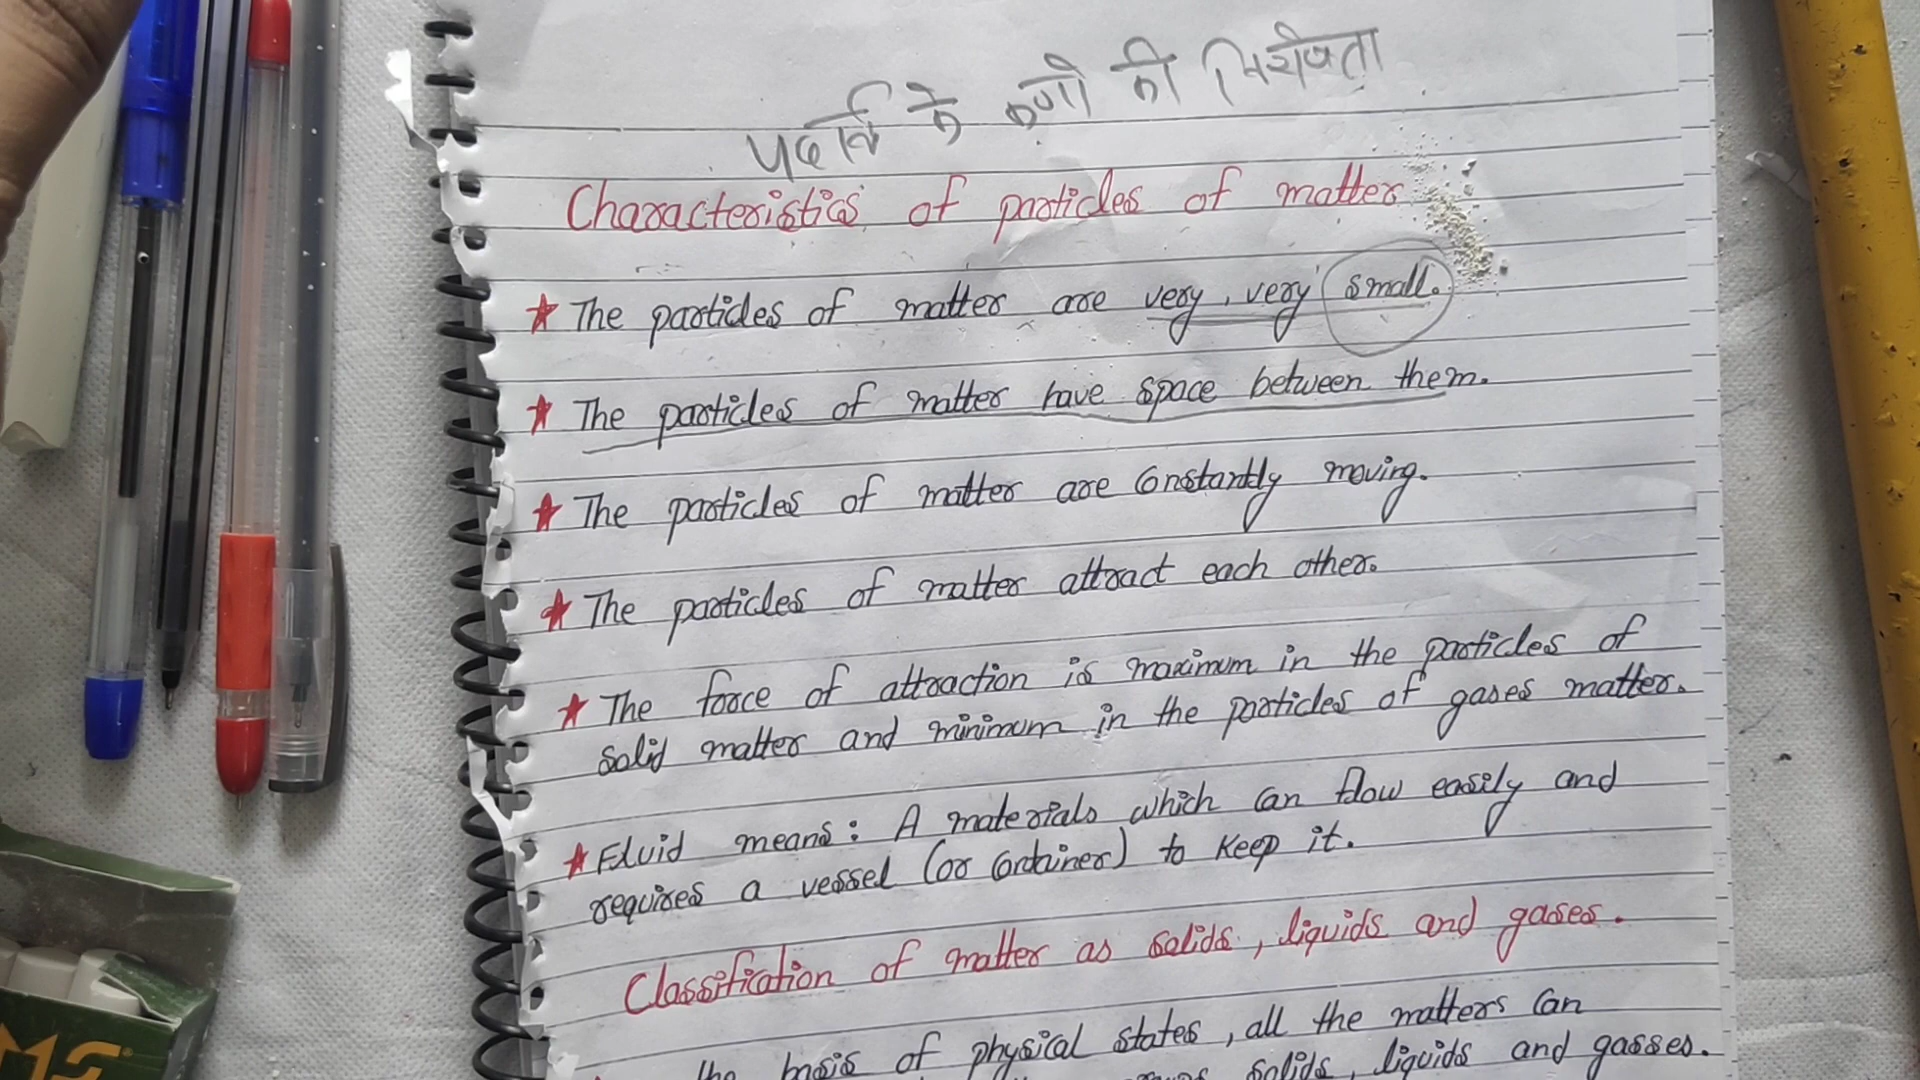 पदार्थ के कणो की विशेषता
Characteristics of particles of matter
★ The particles of matter are very, very small.
★ The particles of matter have space between them.
★ The particles of matter are constantly moving.
★ The particles of matter attract each other.
★ The force of attraction is maximum in the particles of
solid matter and minimum in the particles of gases matter.
★ Fluid means: A materials which can flow easily and
requires a vessel (or container) to keep it.
Classification of matter as solids, liquids and gases.
the basis of physical states, all the matters can
solids, liquids and gasses.